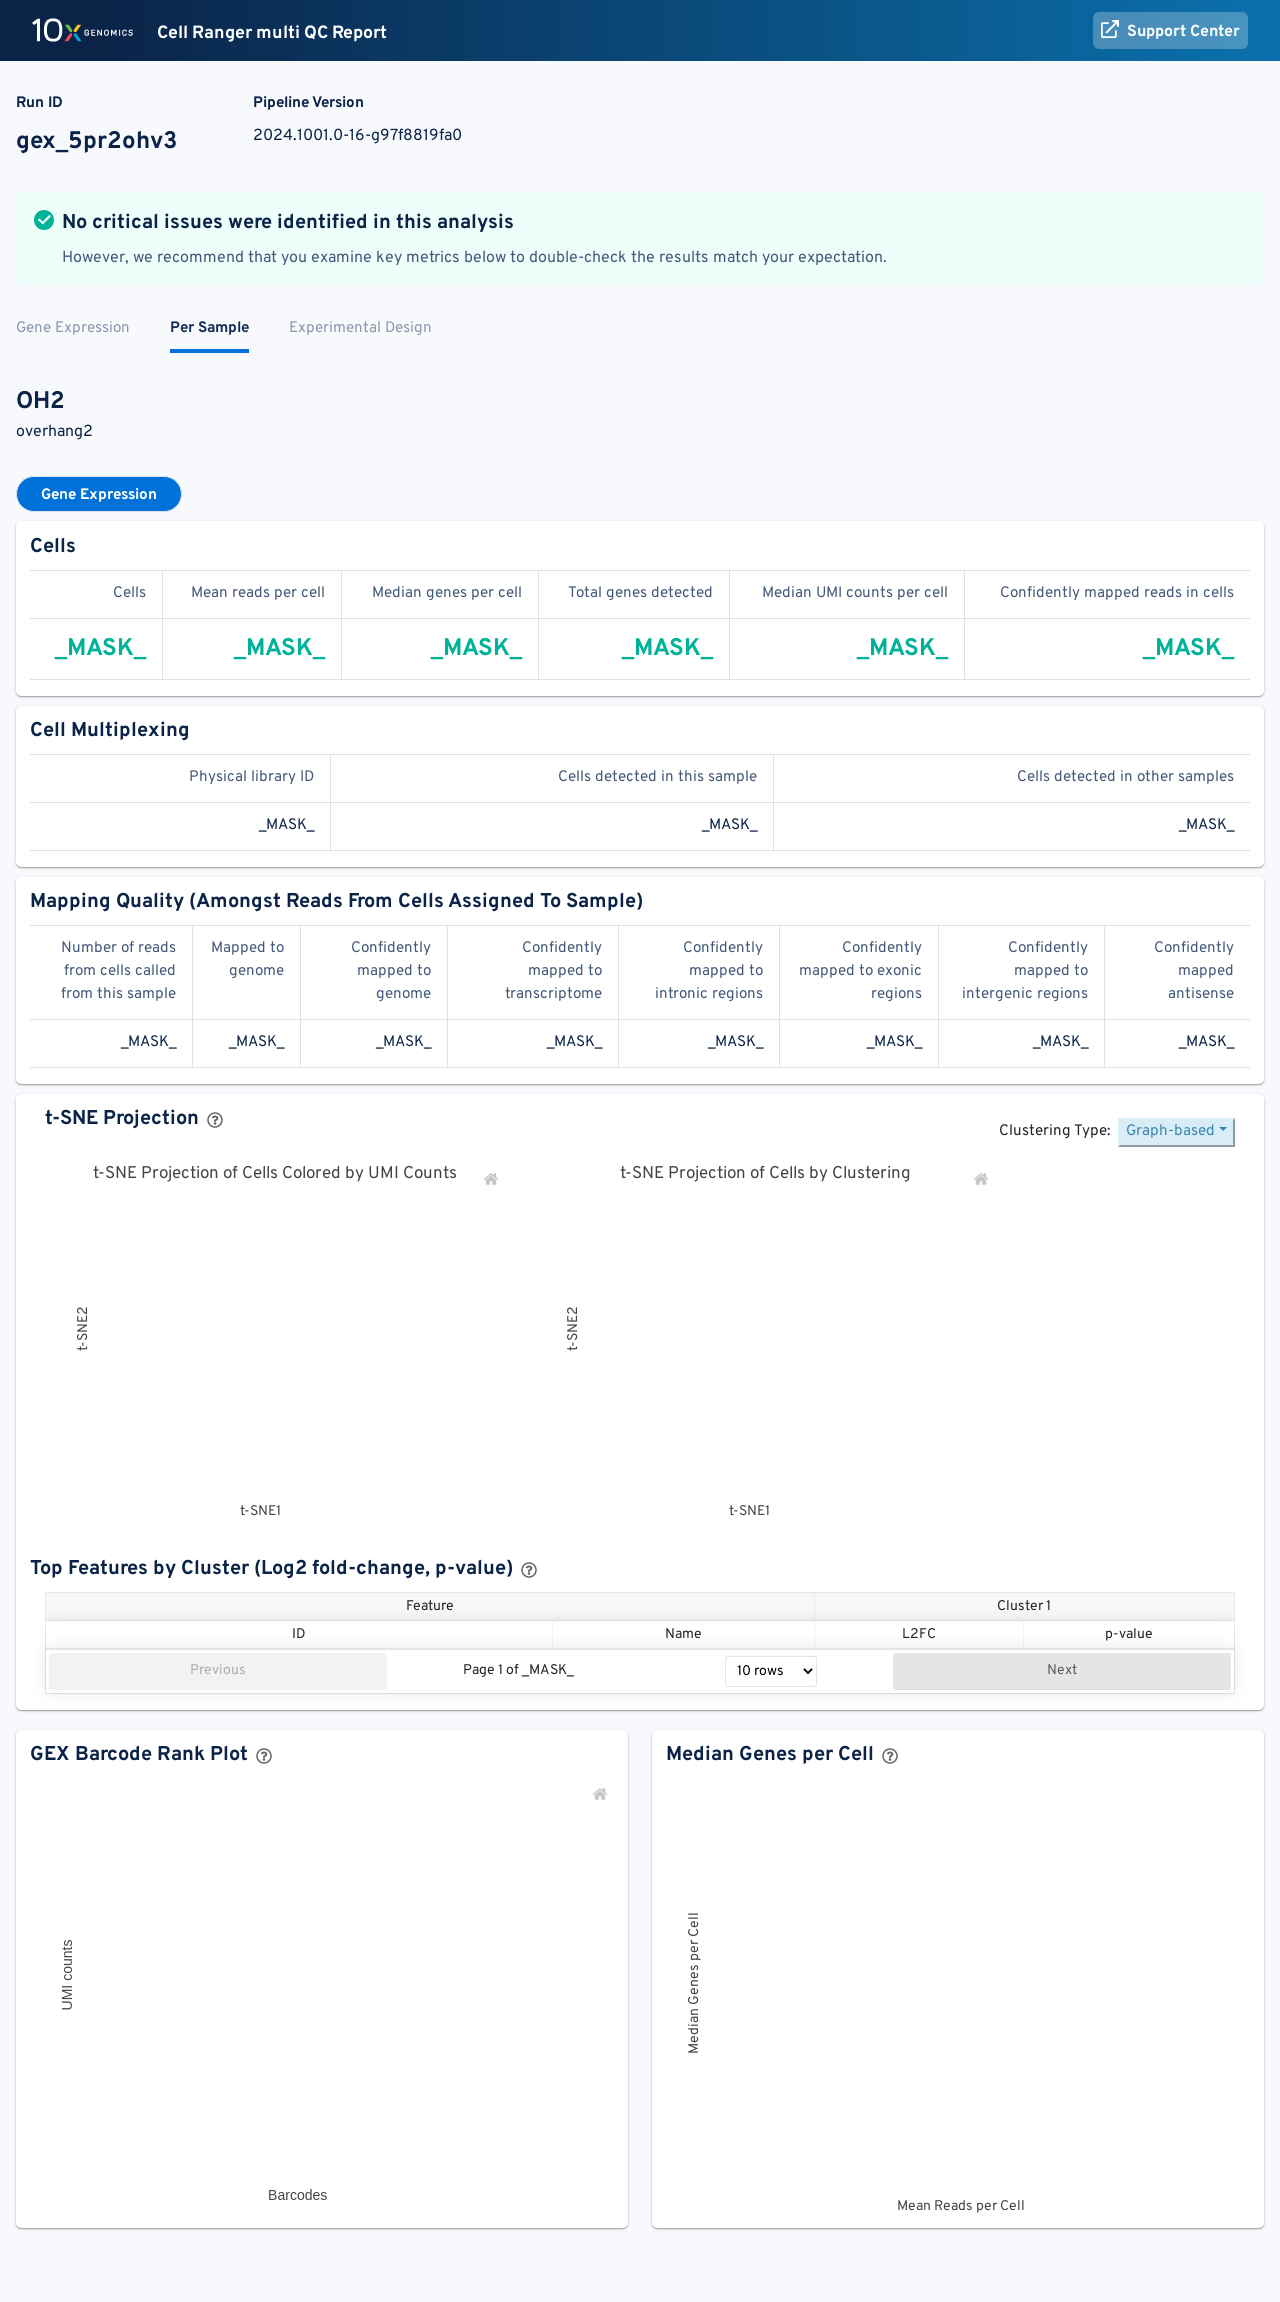 10x GENOMICS Cell Ranger multi QC Report Support Center
Run ID Pipeline Version
gex_5pr2ohv3 2024.1001.0-16-g97f8819fa0
No critical issues were identified in this analysis
However, we recommend that you examine key metrics below to double-check the results match your expectation.
Gene Expression Per Sample Experimental Design
OH2
overhang2
Gene Expression
Cells
Cells Mean reads per cell Median genes per cell Total genes detected Median UMI counts per cell Confidently mapped reads in cells
_MASK_ _MASK_ _MASK_ _MASK_ _MASK_ _MASK_
Cell Multiplexing
Physical library ID Cells detected in this sample Cells detected in other samples
_MASK_ _MASK_ _MASK_
Mapping Quality (Amongst Reads From Cells Assigned To Sample)
Number of reads Mapped to Confidently Confidently Confidently Confidently Confidently Confidently
from cells called genome mapped to mapped to mapped to mapped to exonic mapped to mapped
from this sample genome transcriptome intronic regions regions intergenic regions antisense
_MASK_ _MASK_ _MASK_ _MASK_ _MASK_ _MASK_ _MASK_ _MASK_
t-SNE Projection
Clustering Type: Graph-based
t-SNE Projection of Cells Colored by UMI Counts t-SNE Projection of Cells by Clustering
t-SNE2 t-SNE2
t-SNE1 t-SNE1
Top Features by Cluster (Log2 fold-change, p-value)
Feature Cluster 1
ID Name L2FC p-value
Previous Page 1 of _MASK_ 10 rows Next
GEX Barcode Rank Plot Median Genes per Cell
UMI counts Median Genes per Cell
Barcodes
Mean Reads per Cell